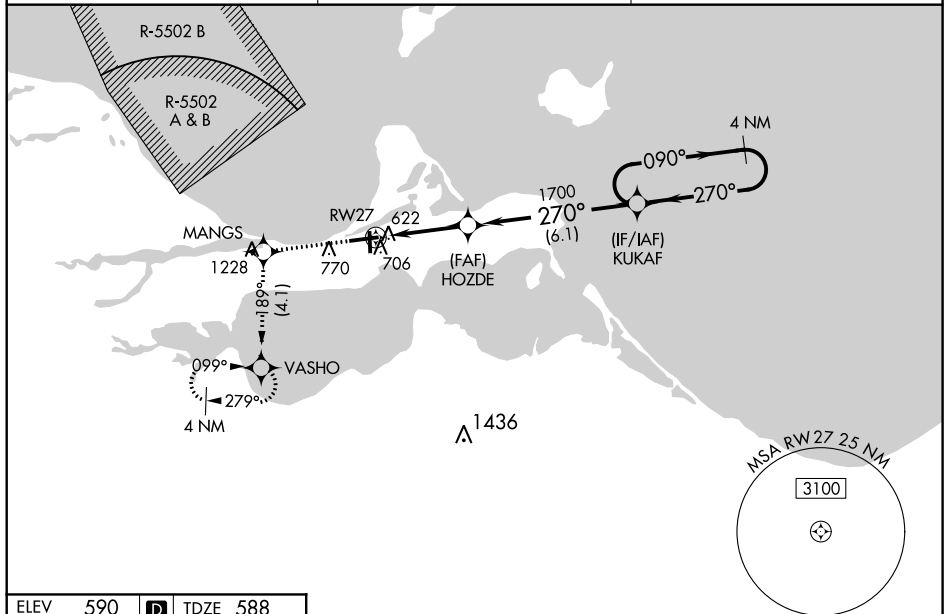 R-5502 B
R-5502
A & B
4 NM
090°
270°
1700
270°
(6.1)
(IF/IAF)
KUKAF
RW27
622
706
(FAF)
HOZDE
MANGS
1228
770
189°
(4.1)
099°
VASHO
279°
4 NM
1436
MSA RW27 25 NM
3100
ELEV 590 D TDZE 588